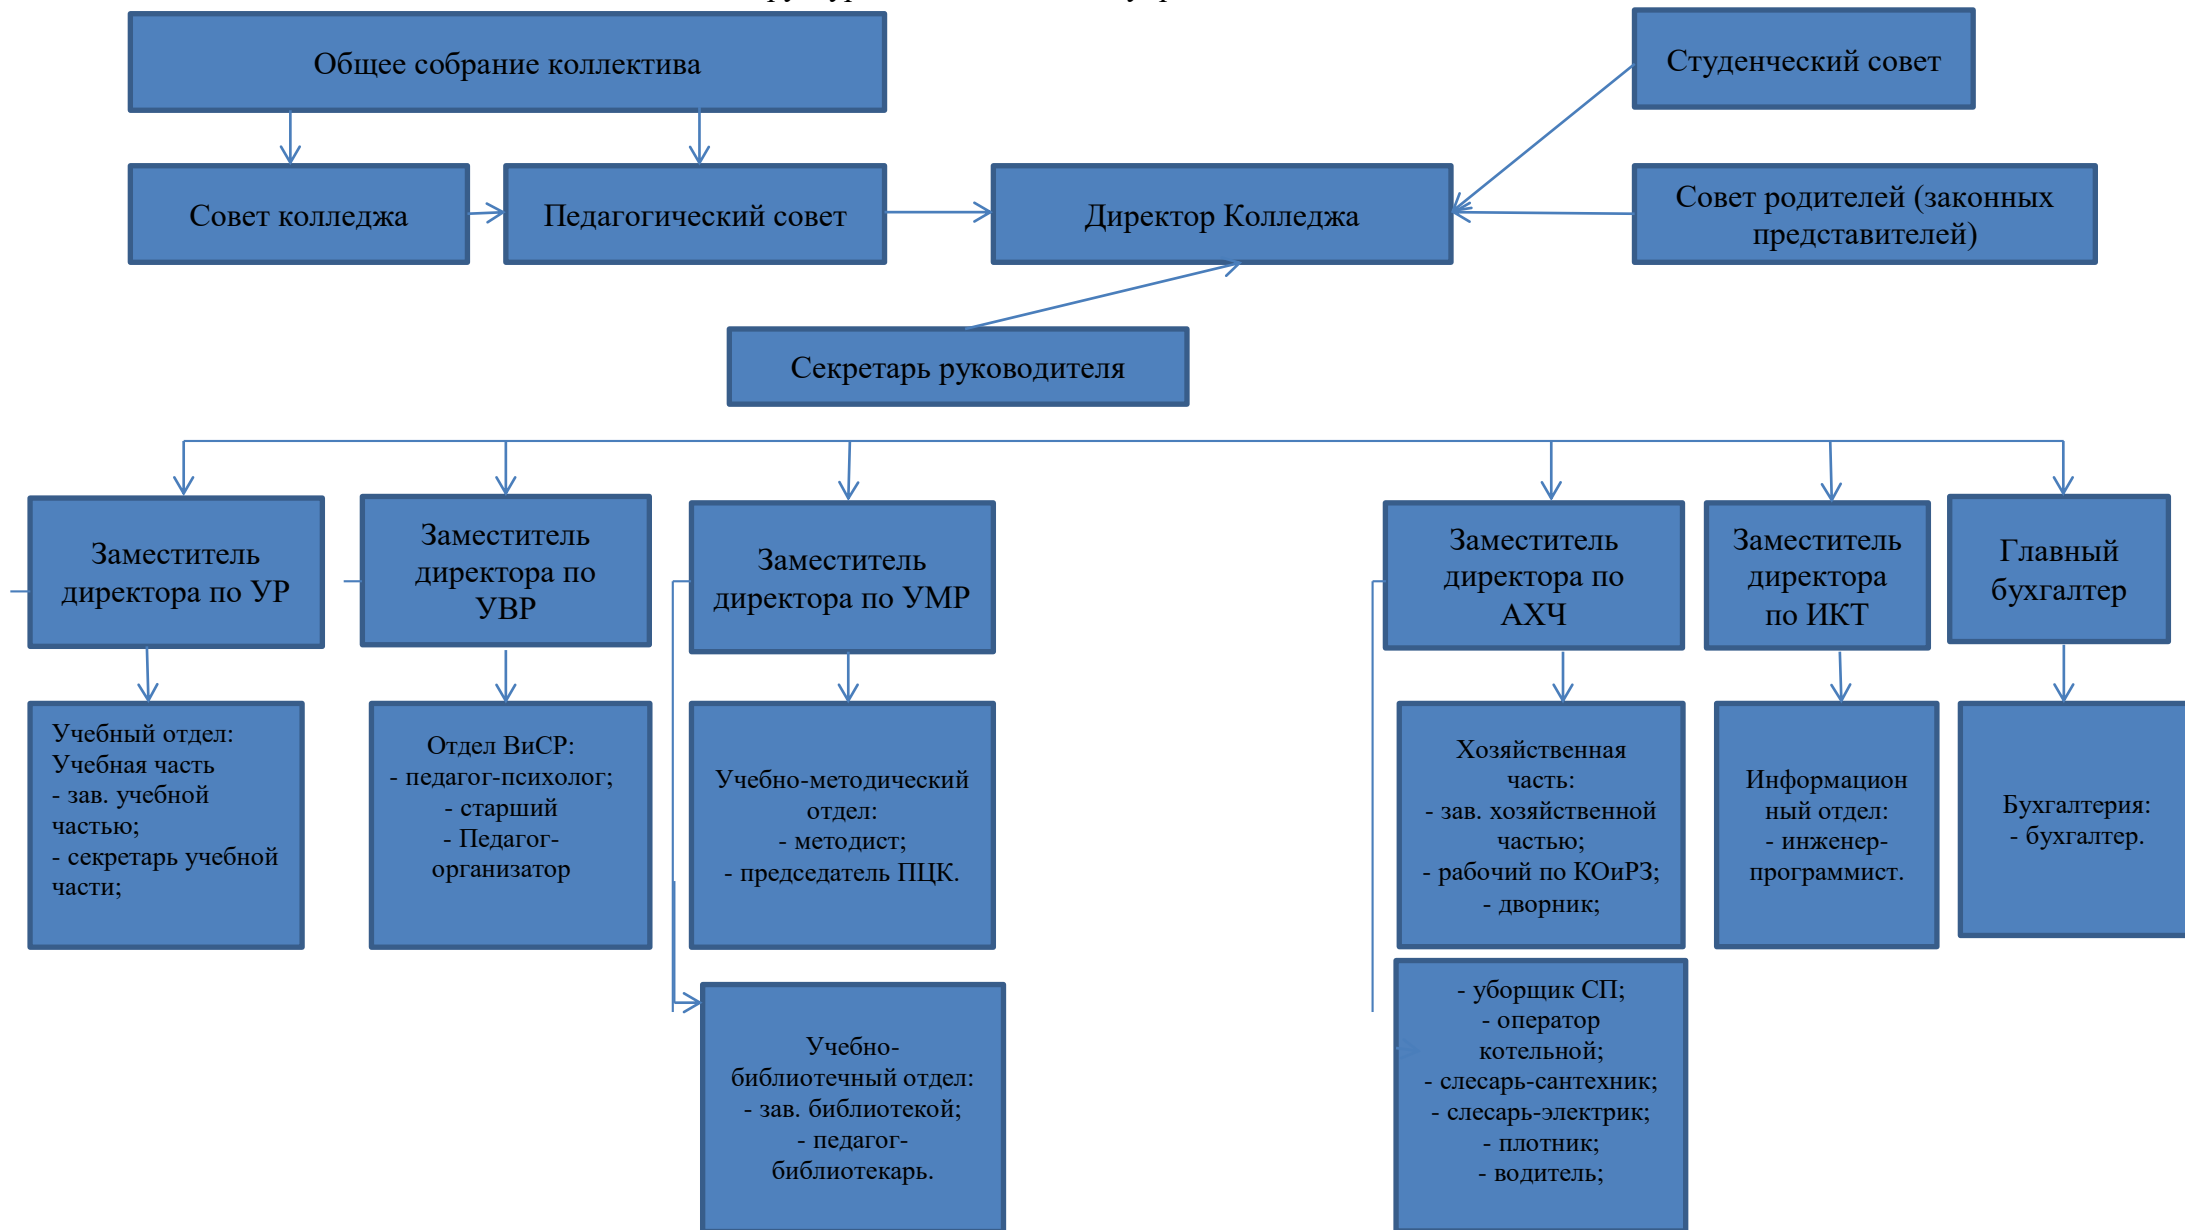 Общее собрание коллектива
Студенческий совет
Совет колледжа
Педагогический совет
Директор Колледжа
Совет родителей (законных
представителей)
Секретарь руководителя
Заместитель
директора по УР
Заместитель
директора по
УВР
Заместитель
директора по УМР
Заместитель
директора по
АХЧ
Заместитель
директора
по ИКТ
Главный
бухгалтер
Учебный отдел:
Учебная часть
- зав. учебной
частью;
- секретарь учебной
части;
Отдел ВиСР:
- педагог-психолог;
- старший
- Педагог-
организатор
Учебно-методический
отдел:
- методист;
- председатель ПЦК.
Хозяйственная
часть:
- зав. хозяйственной
частью;
- рабочий по КОиРЗ;
- дворник;
Информацион
ный отдел:
- инженер-
программист.
Бухгалтерия:
- бухгалтер.
Учебно-
библиотечный отдел:
- зав. библиотекой;
- педагог-
библиотекарь.
- уборщик СП;
- оператор
котельной;
- слесарь-сантехник;
- слесарь-электрик;
- плотник;
- водитель;